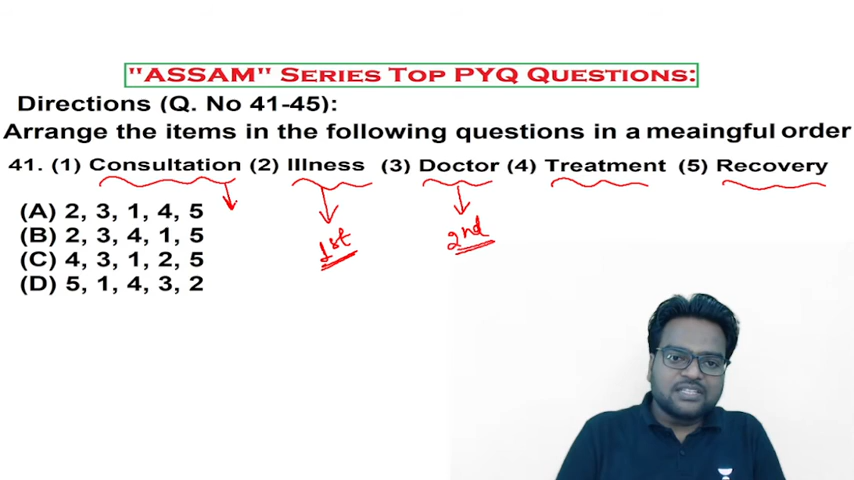 "ASSAM" SERIES TOP PYQ QUESTIONS:
Directions (Q. No 41-45):
Arrange the items in the following questions in a meaingful order
41. (1) Consultation (2) Illness (3) Doctor (4) Treatment (5) Recovery
(A) 2, 3, 1, 4, 5
(B) 2, 3, 4, 1, 5
(C) 4, 3, 1, 2, 5
(D) 5, 1, 4, 3, 2
1st
2nd